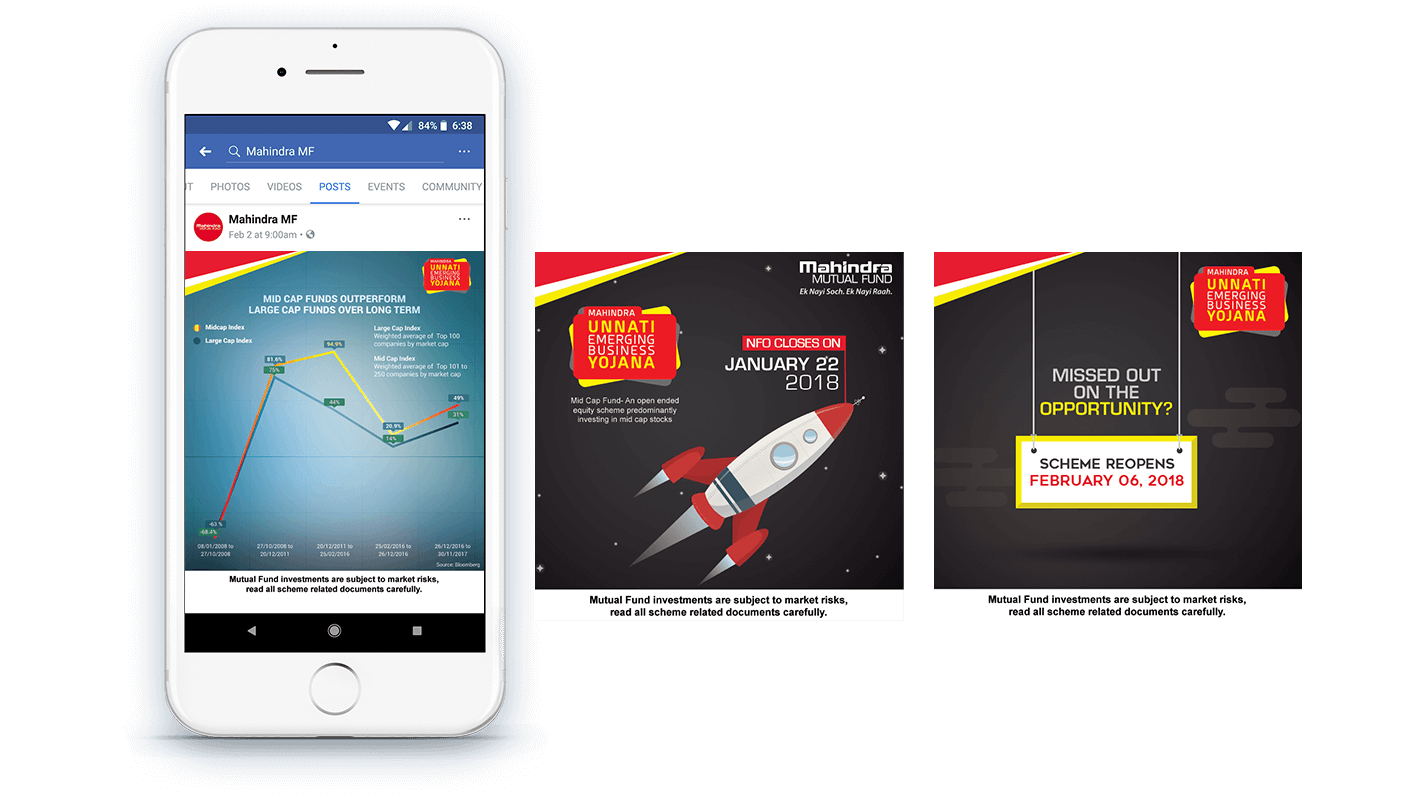 84% 6:38
Mahindra MF
UT PHOTOS VIDEOS POSTS EVENTS COMMUNITY
Mahindra MF
Feb 2 at 9:00am
MAHINDRA
UNNATI
EMERGING
BUSINESS
YOJANA
MID CAP FUNDS OUTPERFORM
LARGE CAP FUNDS OVER LONG TERM
Midcap Index
Large Cap Index
Large Cap Index
Weighted average of Top 100
companies by market cap
Mid Cap Index
Weighted average of Top 101 to
250 companies by market cap
81.6%
75%
94.9%
44%
20.9%
14%
49%
31%
-63 %
-68.4%
08/01/2008 to
27/10/2008
27/10/2008 to
20/12/2011
20/12/2011 to
25/02/2016
25/02/2016 to
26/12/2016
26/12/2016 to
30/11/2017
Source: Bloomberg
Mutual Fund investments are subject to market risks,
read all scheme related documents carefully.
Mahindra
MUTUAL FUND
Ek Nayi Soch. Ek Nayi Raah.
MAHINDRA
UNNATI
EMERGING
BUSINESS
YOJANA
NFO CLOSES ON
JANUARY 22
2018
Mid Cap Fund- An open ended
equity scheme predominantly
investing in mid cap stocks
Mutual Fund investments are subject to market risks,
read all scheme related documents carefully.
MAHINDRA
UNNATI
EMERGING
BUSINESS
YOJANA
MISSED OUT
ON THE
OPPORTUNITY?
SCHEME REOPENS
FEBRUARY 06, 2018
Mutual Fund investments are subject to market risks,
read all scheme related documents carefully.